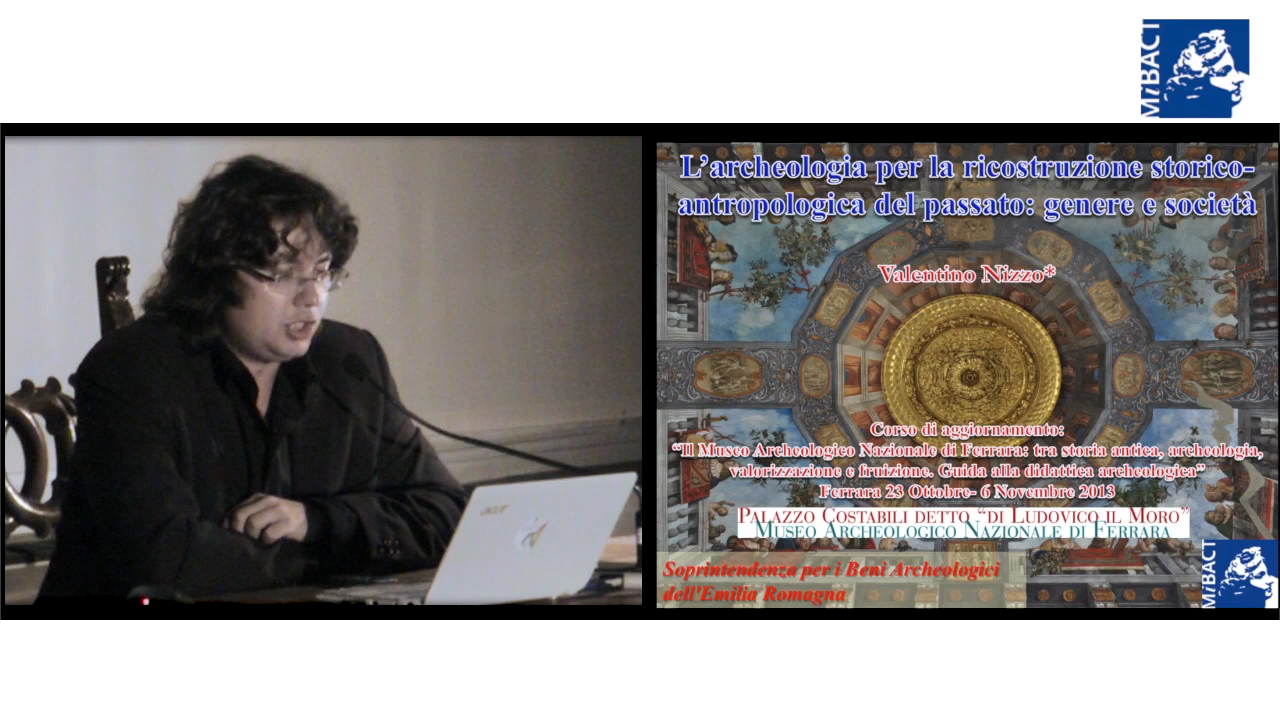 MiBACT
L'archeologia per la ricostruzione storico-
antropologica del passato: genere e società
Valentino Nizzo*
Corso di aggiornamento:
“Il Museo Archeologico Nazionale di Ferrara: tra storia antica, archeologia,
valorizzazione e fruizione. Guida alla didattica archeologica”
Ferrara 23 Ottobre- 6 Novembre 2013
PALAZZO COSTABILI DETTO “DI LUDOVICO IL MORO”
MUSEO ARCHEOLOGICO NAZIONALE DI FERRARA
Soprintendenza per i Beni Archeologici
dell'Emilia Romagna
MiBACT
acer